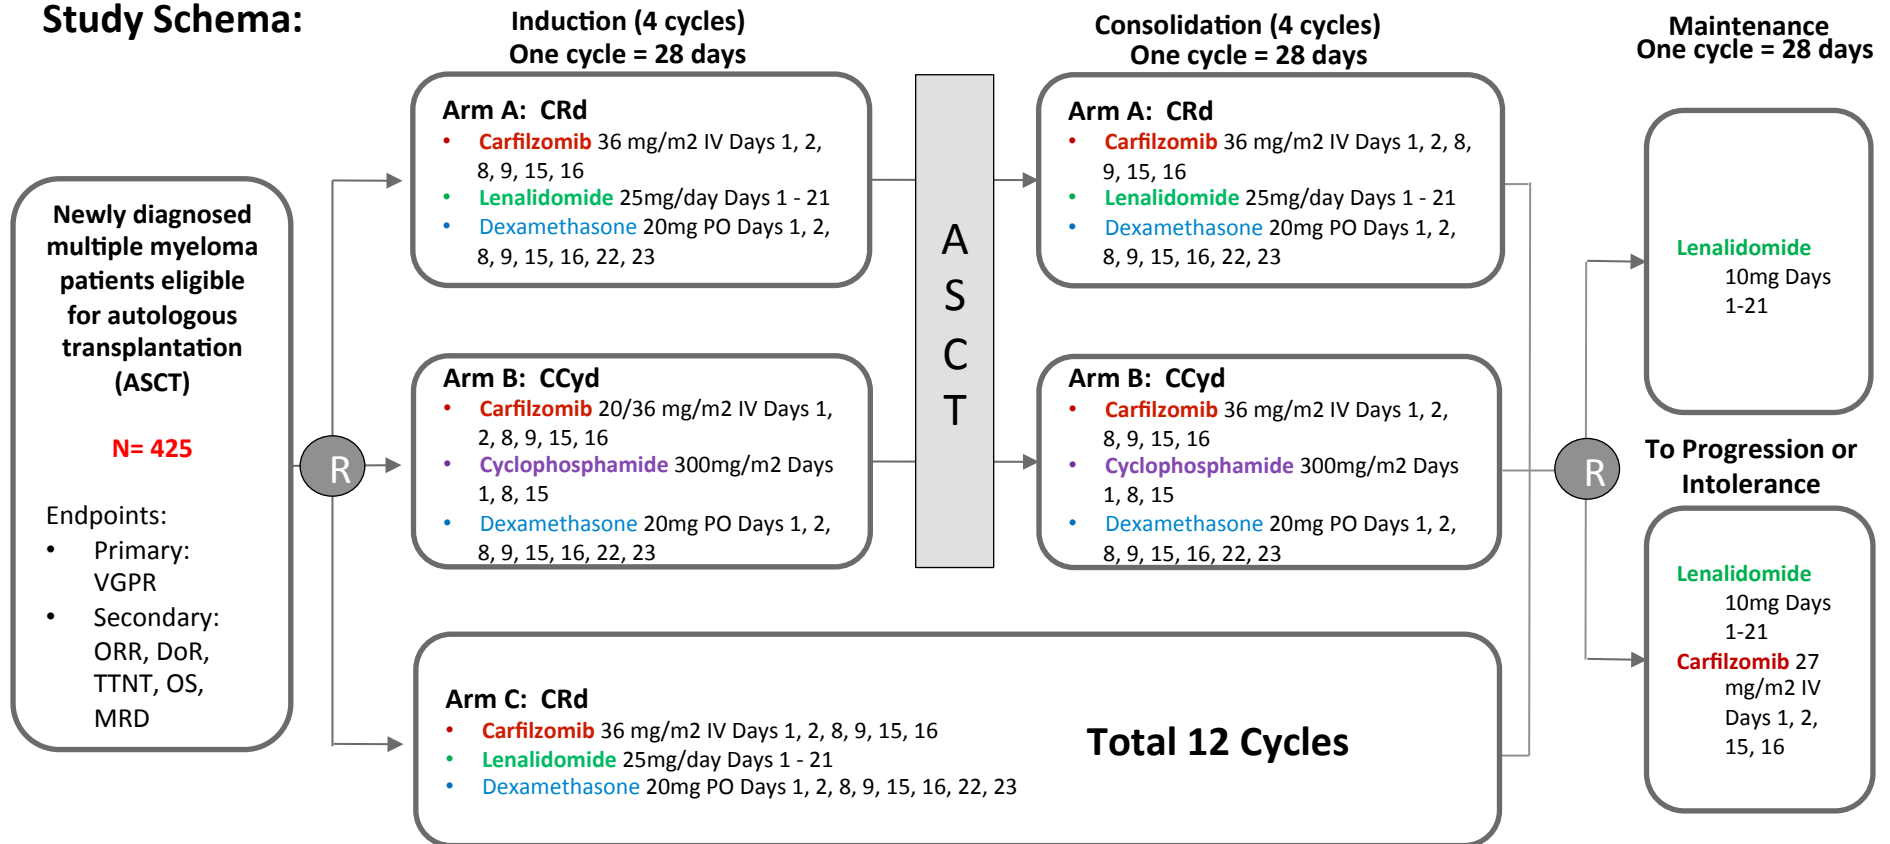 Study Schema:
Induction (4 cycles)
One cycle = 28 days
Consolidation (4 cycles)
One cycle = 28 days
Maintenance
One cycle = 28 days
Newly diagnosed
multiple myeloma
patients eligible
for autologous
transplantation
(ASCT)
N= 425
Endpoints:
• Primary:
VGPR
• Secondary:
ORR, DoR,
TTNT, OS,
MRD
R
Arm A: CRd
• Carfilzomib 36 mg/m2 IV Days 1, 2,
8, 9, 15, 16
• Lenalidomide 25mg/day Days 1 - 21
• Dexamethasone 20mg PO Days 1, 2,
8, 9, 15, 16, 22, 23
Arm B: CCyd
• Carfilzomib 20/36 mg/m2 IV Days 1,
2, 8, 9, 15, 16
• Cyclophosphamide 300mg/m2 Days
1, 8, 15
• Dexamethasone 20mg PO Days 1, 2,
8, 9, 15, 16, 22, 23
A
S
C
T
Arm A: CRd
• Carfilzomib 36 mg/m2 IV Days 1, 2, 8,
9, 15, 16
• Lenalidomide 25mg/day Days 1 - 21
• Dexamethasone 20mg PO Days 1, 2,
8, 9, 15, 16, 22, 23
Arm B: CCyd
• Carfilzomib 36 mg/m2 IV Days 1, 2,
8, 9, 15, 16
• Cyclophosphamide 300mg/m2 Days
1, 8, 15
• Dexamethasone 20mg PO Days 1, 2,
8, 9, 15, 16, 22, 23
Arm C: CRd
• Carfilzomib 36 mg/m2 IV Days 1, 2, 8, 9, 15, 16
• Lenalidomide 25mg/day Days 1 - 21
• Dexamethasone 20mg PO Days 1, 2, 8, 9, 15, 16, 22, 23
Total 12 Cycles
R
Lenalidomide
10mg Days
1-21
To Progression or
Intolerance
Lenalidomide
10mg Days
1-21
Carfilzomib 27
mg/m2 IV
Days 1, 2,
15, 16